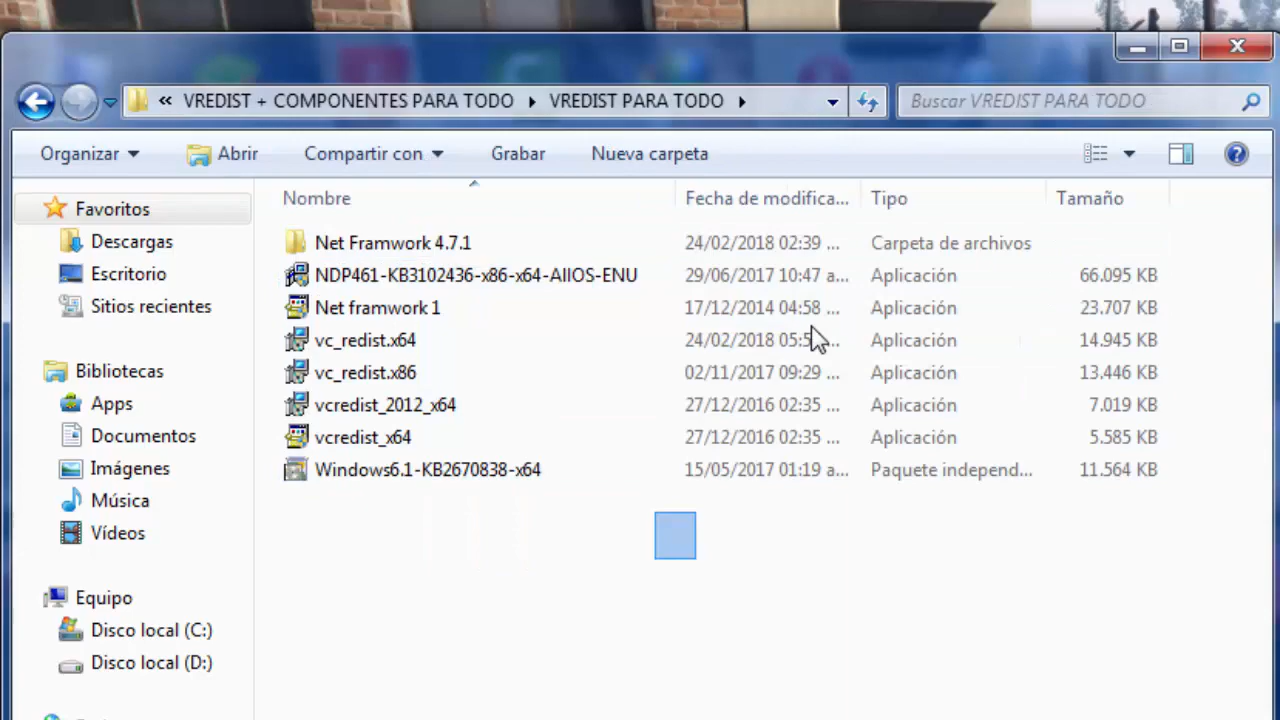 « VREDIST + COMPONENTES PARA TODO VREDIST PARA TODO
Buscar VREDIST PARA TODO
Organizar Abrir Compartir con Grabar Nueva carpeta
Nombre Fecha de modifica... Tipo Tamaño
Favoritos
Descargas
Escritorio
Sitios recientes
Bibliotecas
Apps
Documentos
Imágenes
Música
Vídeos
Equipo
Disco local (C:)
Disco local (D:)
Net Framwork 4.7.1 24/02/2018 02:39 ... Carpeta de archivos
NDP461-KB3102436-x86-x64-AllOS-ENU 29/06/2017 10:47 a... Aplicación 66.095 KB
Net framwork 1 17/12/2014 04:58 ... Aplicación 23.707 KB
vc_redist.x64 24/02/2018 ... Aplicación 14.945 KB
vc_redist.x86 02/11/2017 09:29 ... Aplicación 13.446 KB
vcredist_2012_x64 27/12/2016 02:35 ... Aplicación 7.019 KB
vcredist_x64 27/12/2016 02:35 ... Aplicación 5.585 KB
Windows6.1-KB2670838-x64 15/05/2017 01:19 a... Paquete independ... 11.564 KB